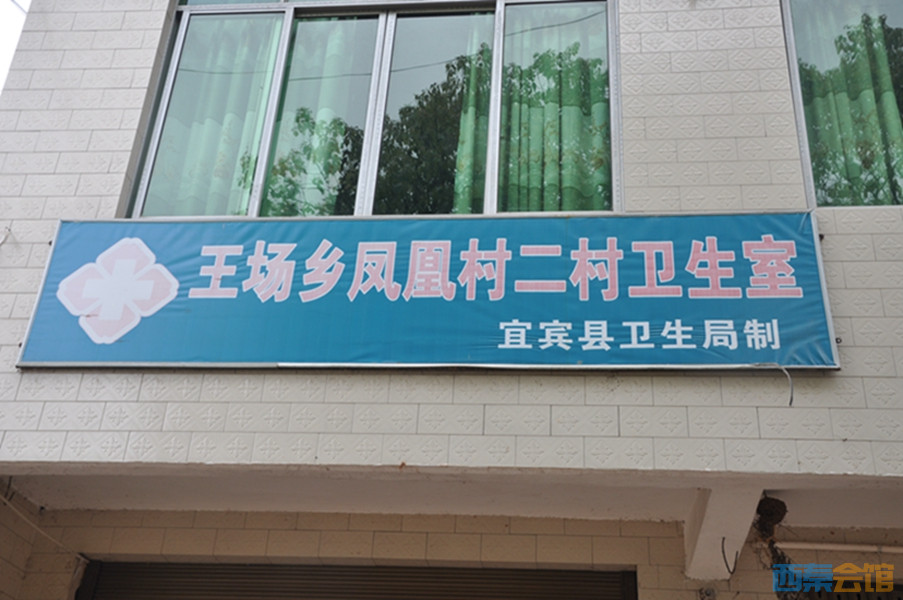 王场乡凤凰村二村卫生室
宜宾县卫生局制
西秦会馆